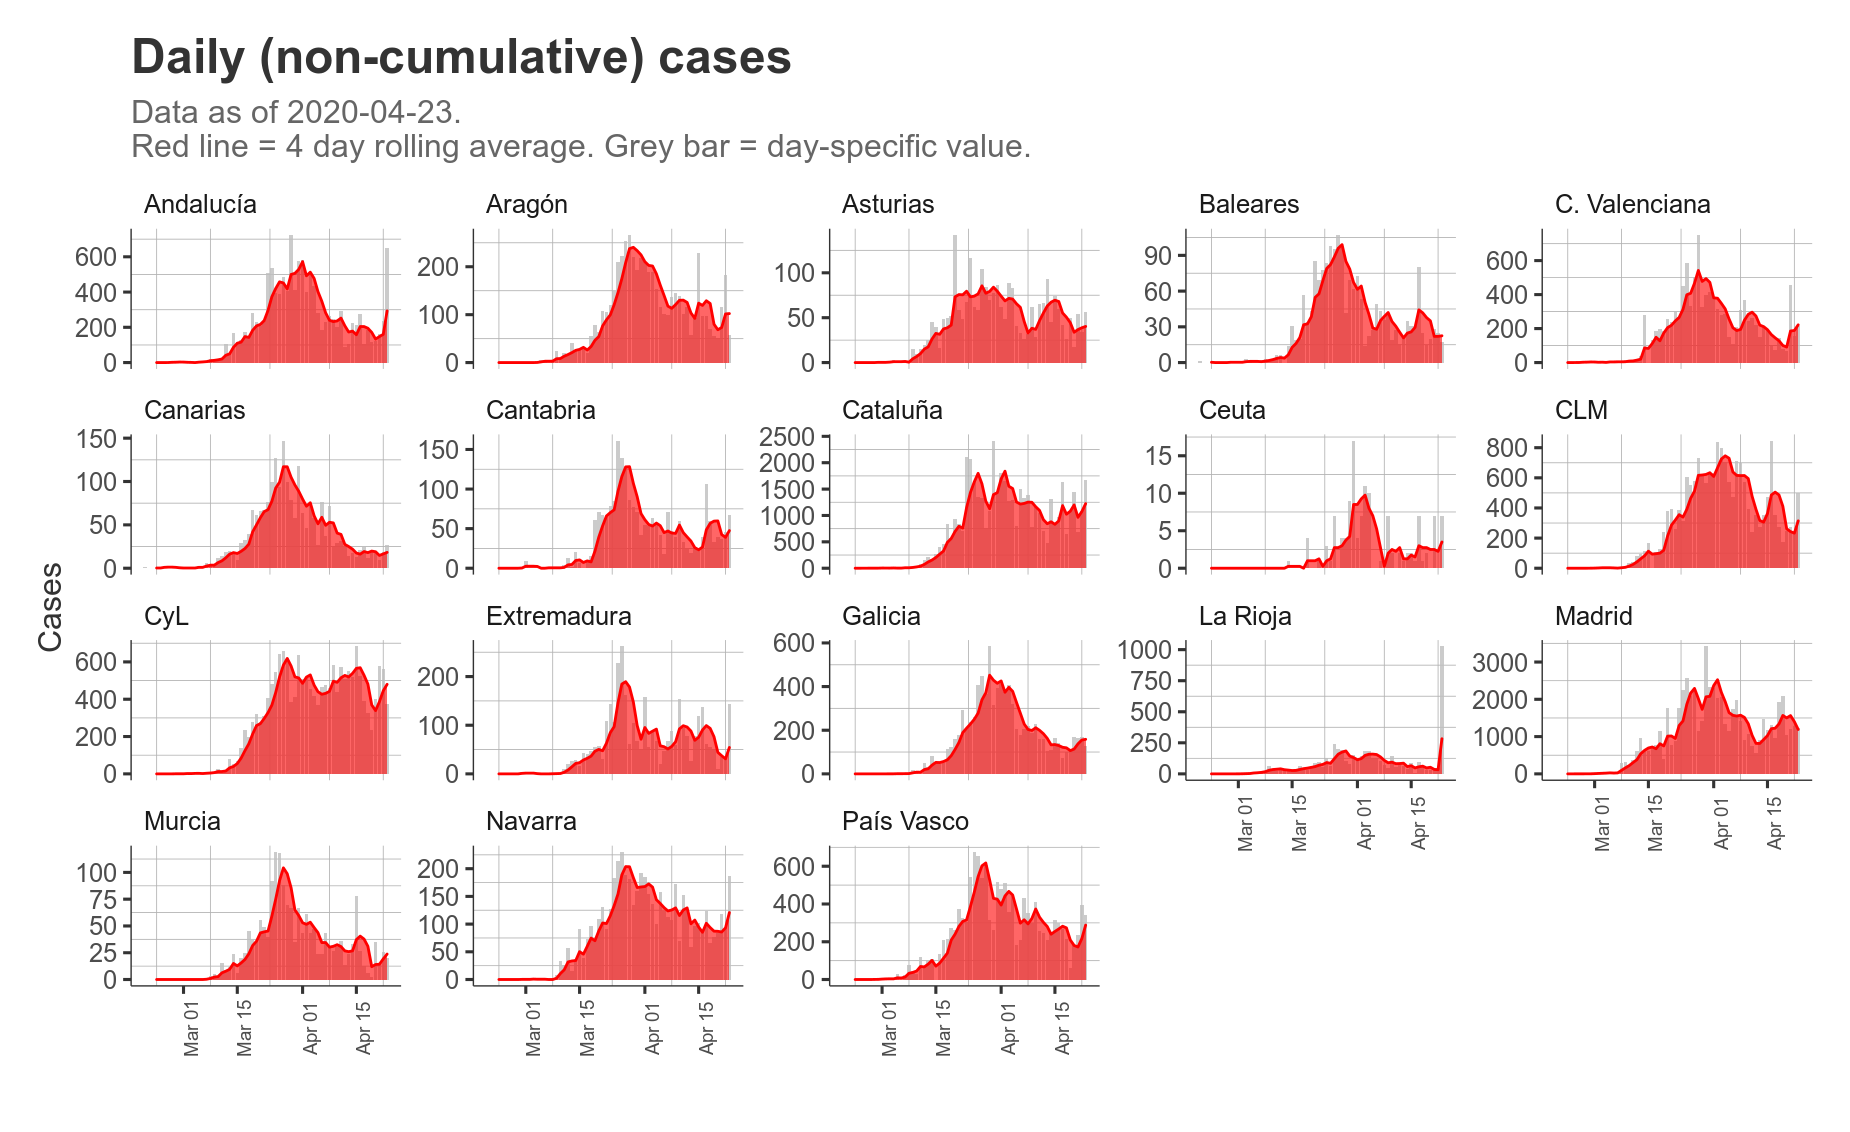 Daily (non-cumulative) cases
Data as of 2020-04-23.
Red line = 4 day rolling average. Grey bar = day-specific value.
Cases
Andalucía
600
400
200
0
Aragón
200
100
0
Asturias
100
50
0
Baleares
90
60
30
0
C. Valenciana
600
400
200
0
Canarias
150
100
50
0
Cantabria
150
100
50
0
Cataluña
2500
2000
1500
1000
500
0
Ceuta
15
10
5
0
CLM
800
600
400
200
0
CyL
600
400
200
0
Extremadura
200
100
0
Galicia
600
400
200
0
La Rioja
1000
750
500
250
0
Mar 01
Mar 15
Apr 01
Apr 15
Madrid
3000
2000
1000
0
Mar 01
Mar 15
Apr 01
Apr 15
Murcia
100
75
50
25
0
Mar 01
Mar 15
Apr 01
Apr 15
Navarra
200
150
100
50
0
Mar 01
Mar 15
Apr 01
Apr 15
País Vasco
600
400
200
0
Mar 01
Mar 15
Apr 01
Apr 15